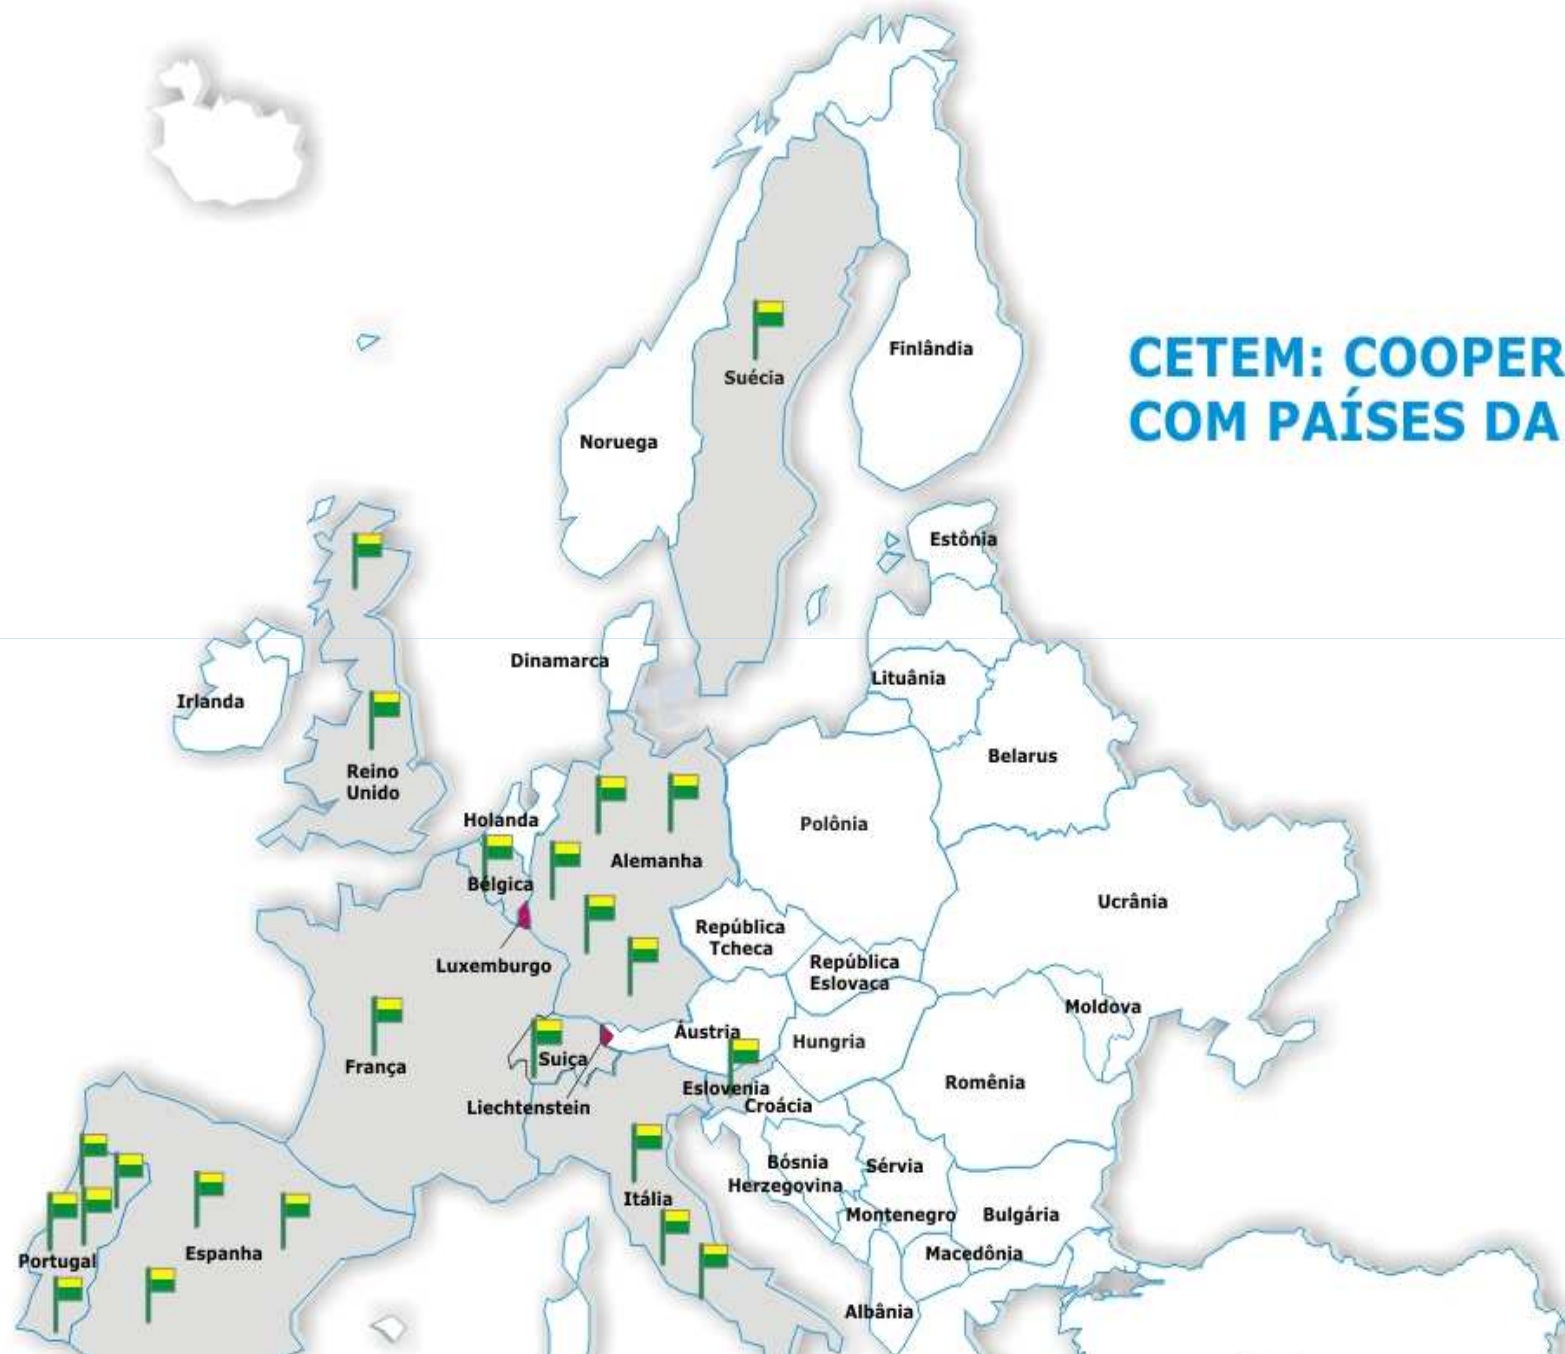 Finlândia
CETEM: COOPER
COM PAÍSES DA
Suécia
Noruega
Estônia
Dinamarca
Lituânia
Irlanda
Belarus
Reino
Unido
Holanda
Polônia
Alemanha
Bélgica
Ucrânia
República
Tcheca
Luxemburgo
República
Eslovaca
Moldova
Áustria
Hungria
Suiça
França
Romênia
Eslovenia
Liechtenstein
Croácia
Bósnia
Herzegovina
Sérvia
Itália
Montenegro
Bulgária
Espanha
Macedônia
Portugal
Albânia